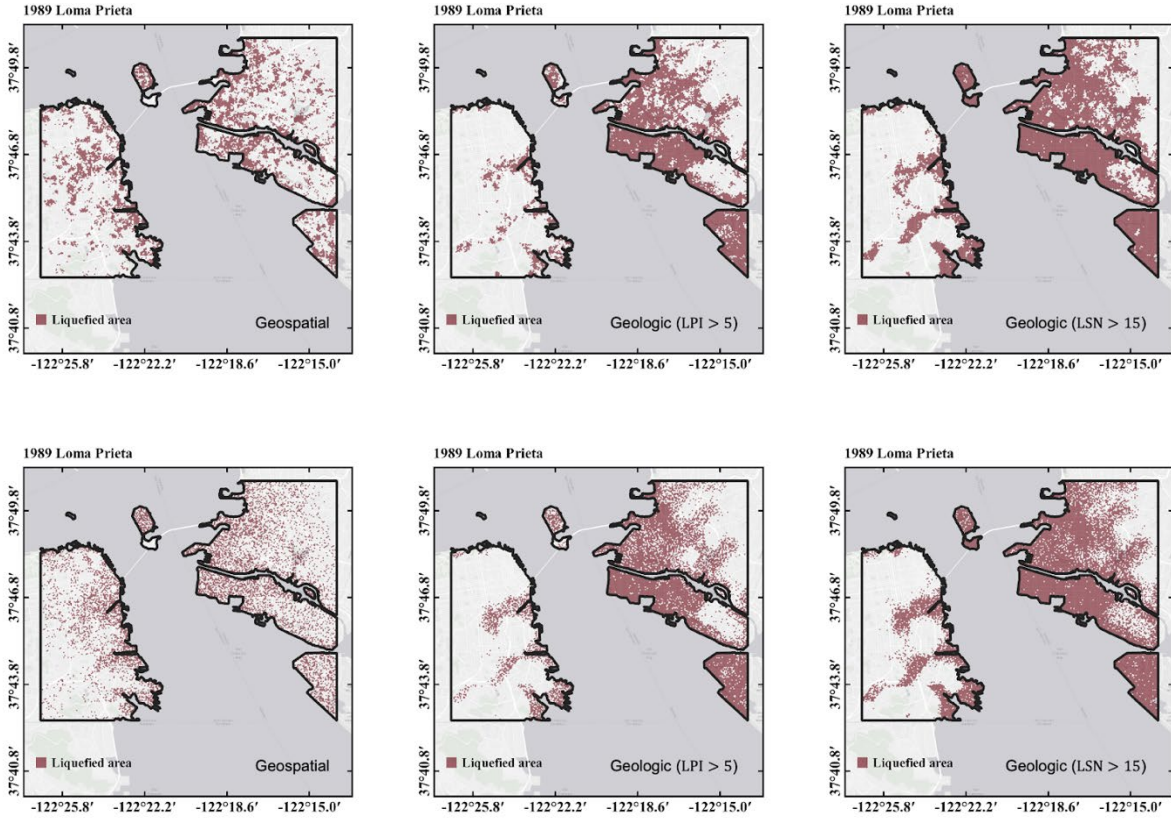 1989 Loma Prieta
1989 Loma Prieta
1989 Loma Prieta
37°49.8′
37°46.8′
37°43.8′
37°40.8′
Liquefied area
Geospatial
-122°25.8′ -122°22.2′ -122°18.6′ -122°15.0′
37°49.8′
37°46.8′
37°43.8′
37°40.8′
Liquefied area
Geologic (LPI > 5)
-122°25.8′ -122°22.2′ -122°18.6′ -122°15.0′
37°49.8′
37°46.8′
37°43.8′
37°40.8′
Liquefied area
Geologic (LSN > 15)
-122°25.8′ -122°22.2′ -122°18.6′ -122°15.0′
1989 Loma Prieta
1989 Loma Prieta
1989 Loma Prieta
37°49.8′
37°46.8′
37°43.8′
37°40.8′
Liquefied area
Geospatial
-122°25.8′ -122°22.2′ -122°18.6′ -122°15.0′
37°49.8′
37°46.8′
37°43.8′
37°40.8′
Liquefied area
Geologic (LPI > 5)
-122°25.8′ -122°22.2′ -122°18.6′ -122°15.0′
37°49.8′
37°46.8′
37°43.8′
37°40.8′
Liquefied area
Geologic (LSN > 15)
-122°25.8′ -122°22.2′ -122°18.6′ -122°15.0′